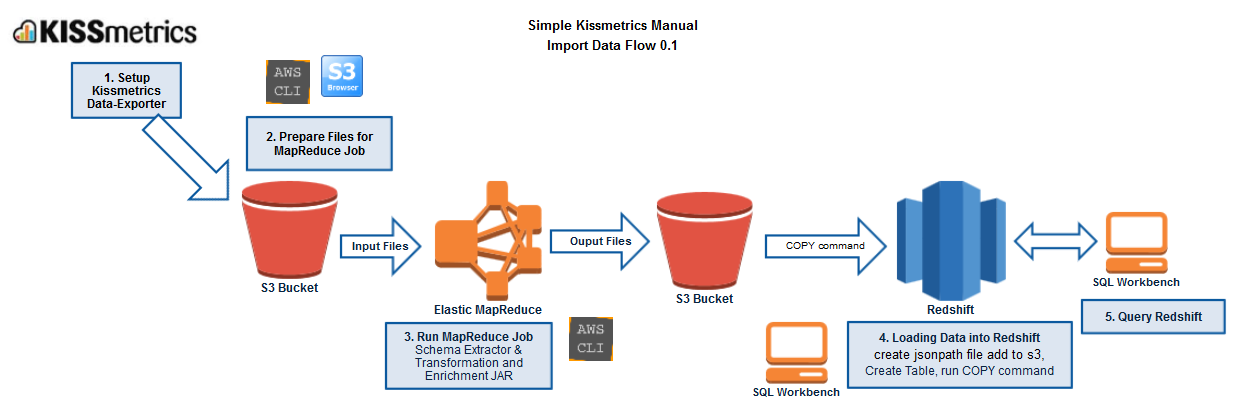 KISSmetrics
Simple Kissmetrics Manual
Import Data Flow 0.1
1. Setup
Kissmetrics
Data-Exporter
AWS
CLI
S3
Browser
2. Prepare Files for
MapReduce Job
Input Files
S3 Bucket
Elastic MapReduce
Ouput Files
S3 Bucket
COPY command
Redshift
SQL Workbench
3. Run MapReduce Job
Schema Extractor &
Transformation and
Enrichment JAR
AWS
CLI
SQL Workbench
4. Loading Data into Redshift
create jsonpath file add to s3,
Create Table, run COPY command
5. Query Redshift